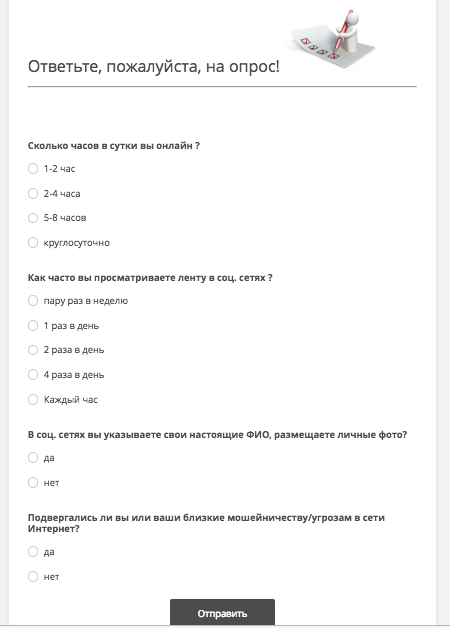 Ответьте, пожалуйста, на опрос!
Сколько часов в сутки вы онлайн ?
1-2 час
2-4 часа
5-8 часов
круглосуточно
Как часто вы просматриваете ленту в соц. сетях ?
пару раз в неделю
1 раз в день
2 раза в день
4 раза в день
Каждый час
В соц. сетях вы указываете свои настоящие ФИО, размещаете личные фото?
да
нет
Подвергались ли вы или ваши близкие мошейничеству/угрозам в сети
Интернет?
да
нет
Отправить